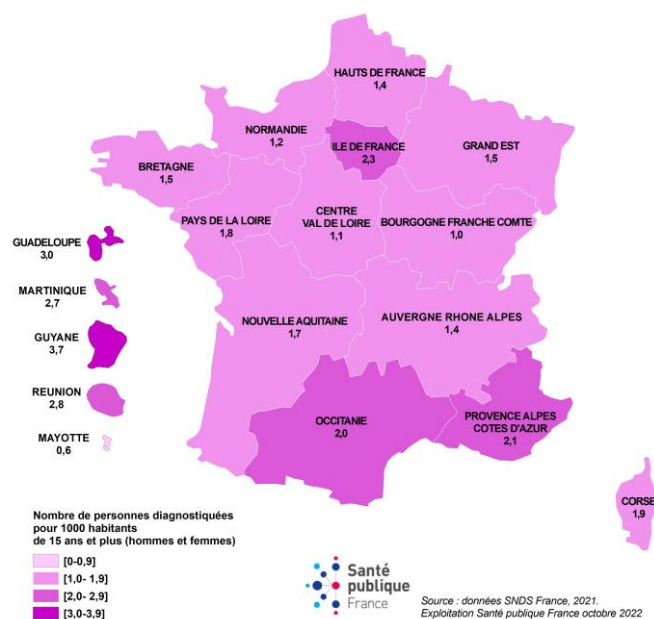 HAUTS DE FRANCE
1,4
NORMANDIE
1,2
ILE DE FRANCE
2,3
GRAND EST
1,5
BRETAGNE
1,5
PAYS DE LA LOIRE
1,8
CENTRE
VAL DE LOIRE
1,1
BOURGOGNE FRANCHE COMTE
1,0
GUADELOUPE
3,0
MARTINIQUE
2,7
GUYANE
3,7
REUNION
2,8
MAYOTTE
0,6
NOUVELLE AQUITAINE
1,7
AUVERGNE RHONE ALPES
1,4
OCCITANIE
2,0
PROVENCE ALPES
COTES D'AZUR
2,1
CORSE
1,9
Nombre de personnes diagnostiquées
pour 1000 habitants
de 15 ans et plus (hommes et femmes)
[0-0,9]
[1,0- 1,9]
[2,0- 2,9]
[3,0-3,9]
Santé
publique
France
Source : données SNDS France, 2021.
Exploitation Santé publique France octobre 2022